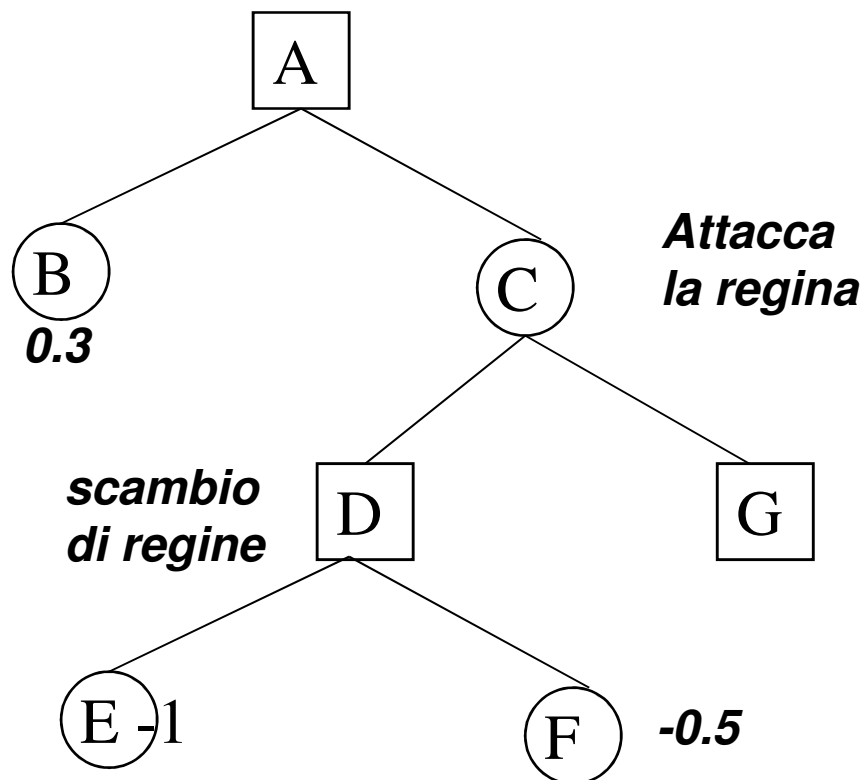 A
B
0.3
C
Attacca
la regina
scambio
di regine
D
G
E -1
F
-0.5